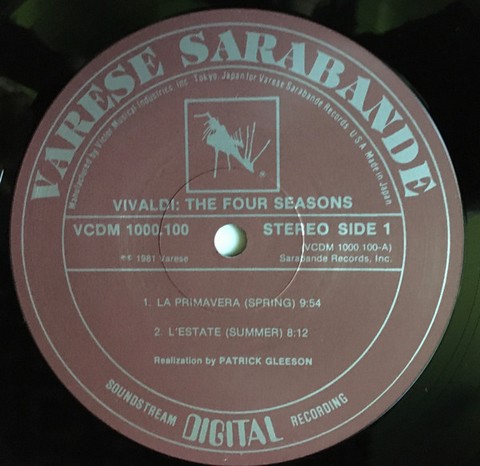 VARESE SARABANDE
Manufactured by Victor Musical Industries, Inc. Tokyo, Japan for Varese Sarabande Records, U.S.A. Made in Japan.
VIVALDI: THE FOUR SEASONS
VCDM 1000.100 STEREO SIDE 1
(VCDM 1000.100-A)
1981 Varese Sarabande Records, Inc.
1. LA PRIMAVERA (SPRING) 9:54
2. L'ESTATE (SUMMER) 8:12
Realization by PATRICK GLEESON
SOUNDSTREAM DIGITAL RECORDING